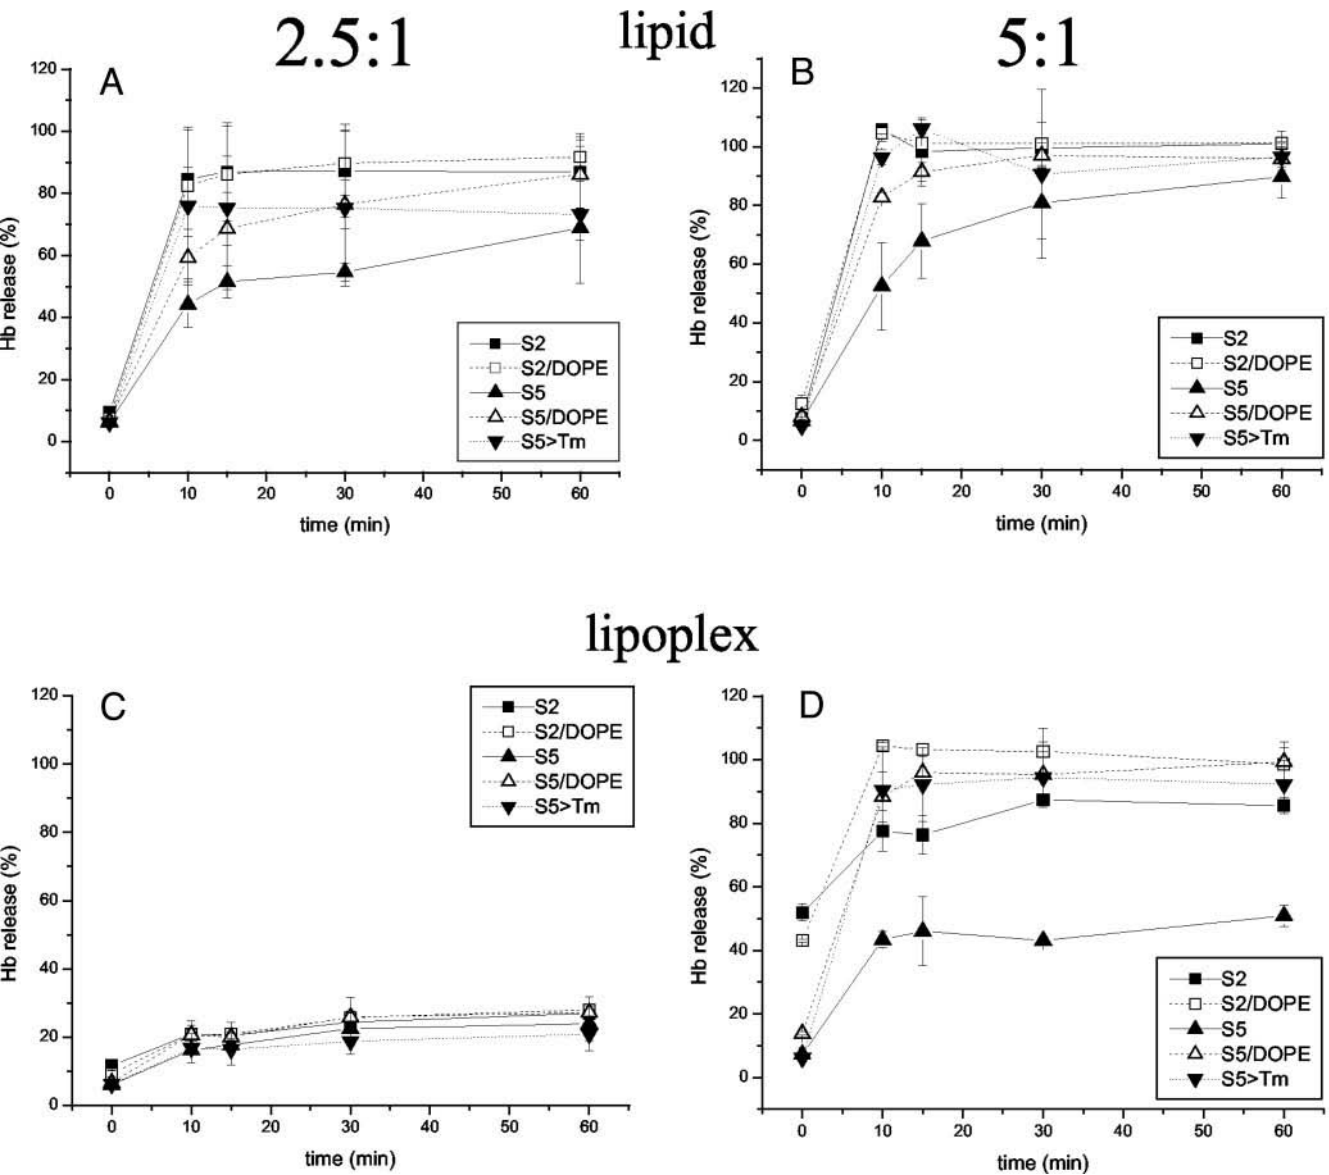 2.5:1 lipid 5:1
A
120
100
80
60
40
20
0
Hb release (%)
S2
S2/DOPE
S5
S5/DOPE
S5>Tm
0 10 20 30 40 50 60
time (min)
B
120
100
80
60
40
20
0
Hb release (%)
S2
S2/DOPE
S5
S5/DOPE
S5>Tm
0 10 20 30 40 50 60
time (min)
lipoplex
C
120
100
80
60
40
20
0
Hb release (%)
S2
S2/DOPE
S5
S5/DOPE
S5>Tm
0 10 20 30 40 50 60
time (min)
D
120
100
80
60
40
20
0
Hb release (%)
S2
S2/DOPE
S5
S5/DOPE
S5>Tm
0 10 20 30 40 50 60
time (min)